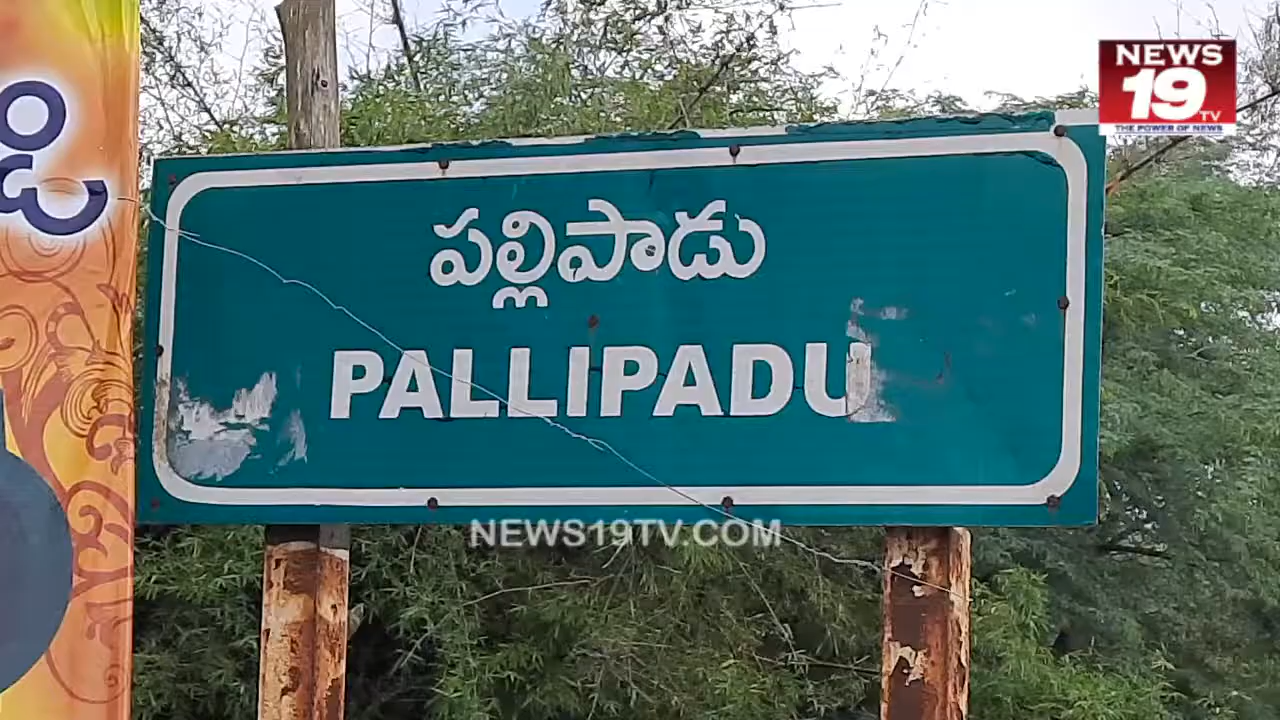 NEWS
19
TV
THE POWER OF NEWS
పల్లిపాడు
PALLIPADU
NEWS19TV.COM